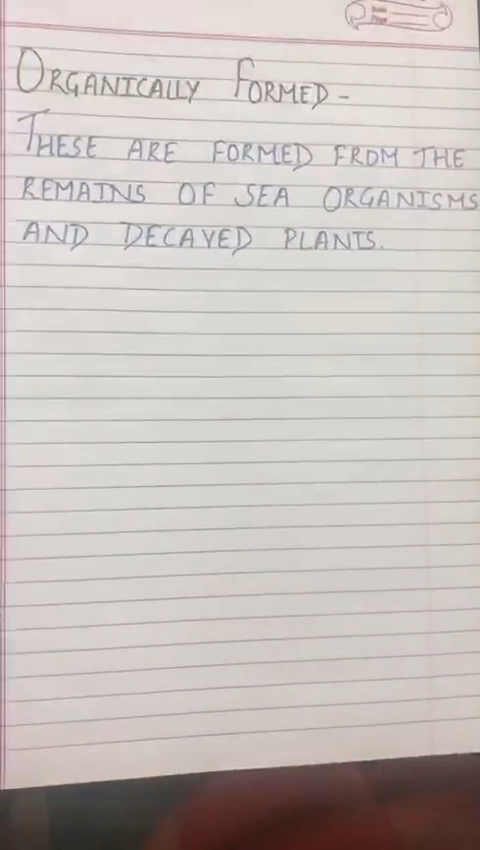 ORGANICALLY FORMED -
THESE ARE FORMED FROM THE
REMAINS OF SEA ORGANISMS
AND DECAYED PLANTS.